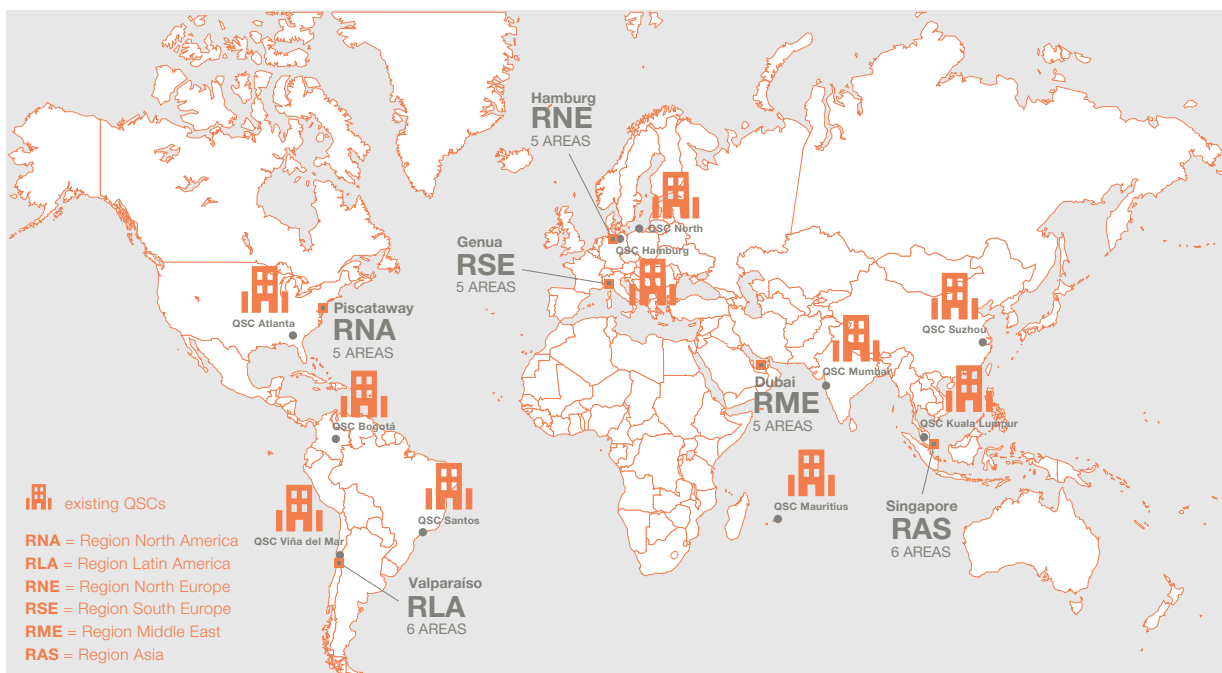 Hamburg
RNE
5 AREAS
QSC North
QSC Hamburg
Genua
RSE
5 AREAS
QSC Atlanta
Piscataway
RNA
5 AREAS
QSC Suzhou
QSC Mumbai
Dubai
RME
5 AREAS
QSC Bogotá
QSC Kuala Lumpur
QSC Mauritius
Singapore
RAS
6 AREAS
QSC Santos
QSC Viña del Mar
Valparaíso
RLA
6 AREAS
existing QSCs
RNA = Region North America
RLA = Region Latin America
RNE = Region North Europe
RSE = Region South Europe
RME = Region Middle East
RAS = Region Asia